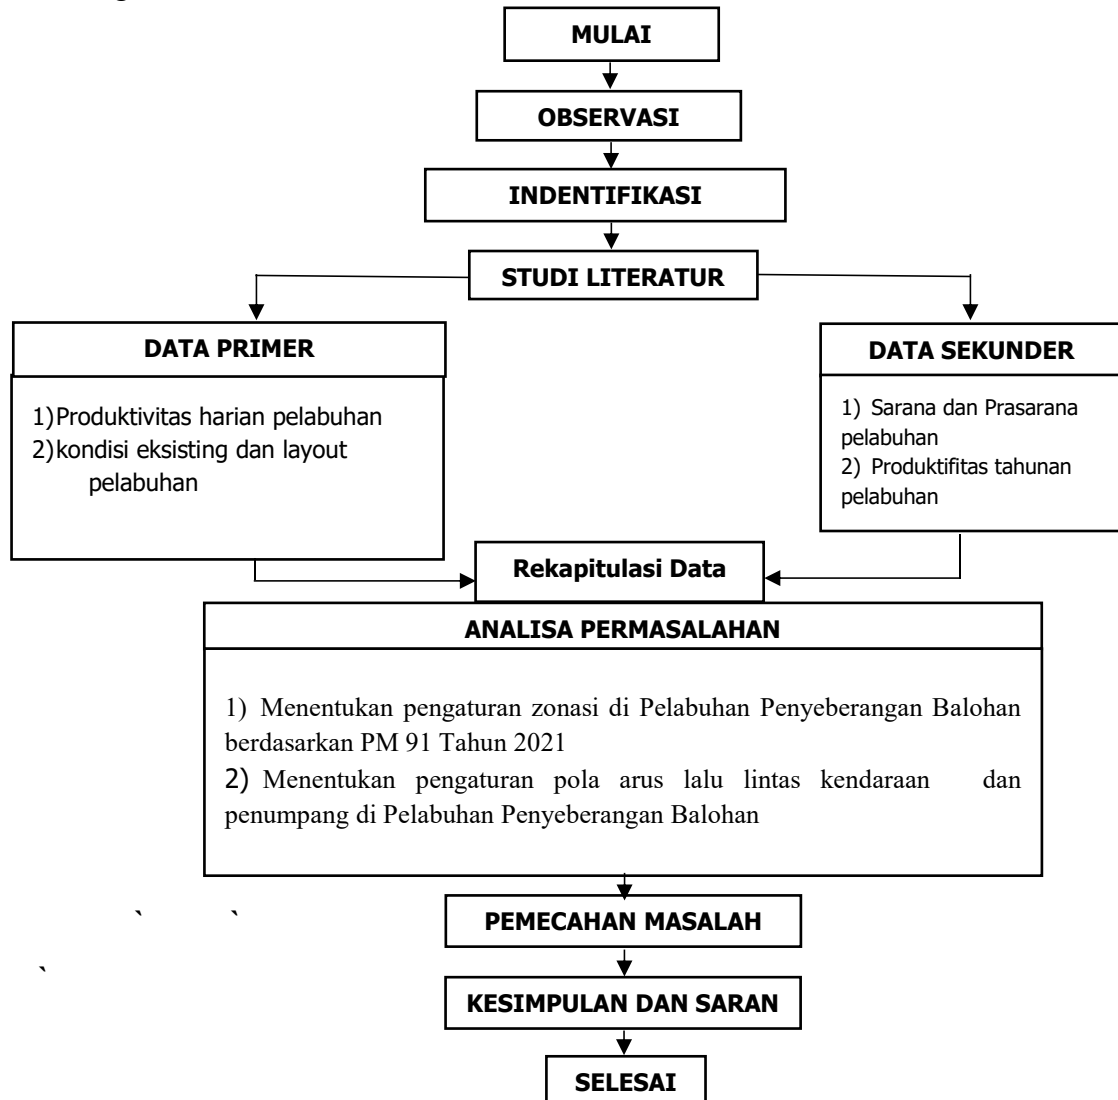 MULAI
OBSERVASI
INDENTIFIKASI
STUDI LITERATUR
DATA PRIMER
1)Produktivitas harian pelabuhan
2)kondisi eksisting dan layout
pelabuhan
DATA SEKUNDER
1) Sarana dan Prasarana
pelabuhan
2) Produktifitas tahunan
pelabuhan
Rekapitulasi Data
ANALISA PERMASALAHAN
1) Menentukan pengaturan zonasi di Pelabuhan Penyeberangan Balohan
berdasarkan PM 91 Tahun 2021
2) Menentukan pengaturan pola arus lalu lintas kendaraan dan
penumpang di Pelabuhan Penyeberangan Balohan
` `
PEMECAHAN MASALAH
`
KESIMPULAN DAN SARAN
SELESAI